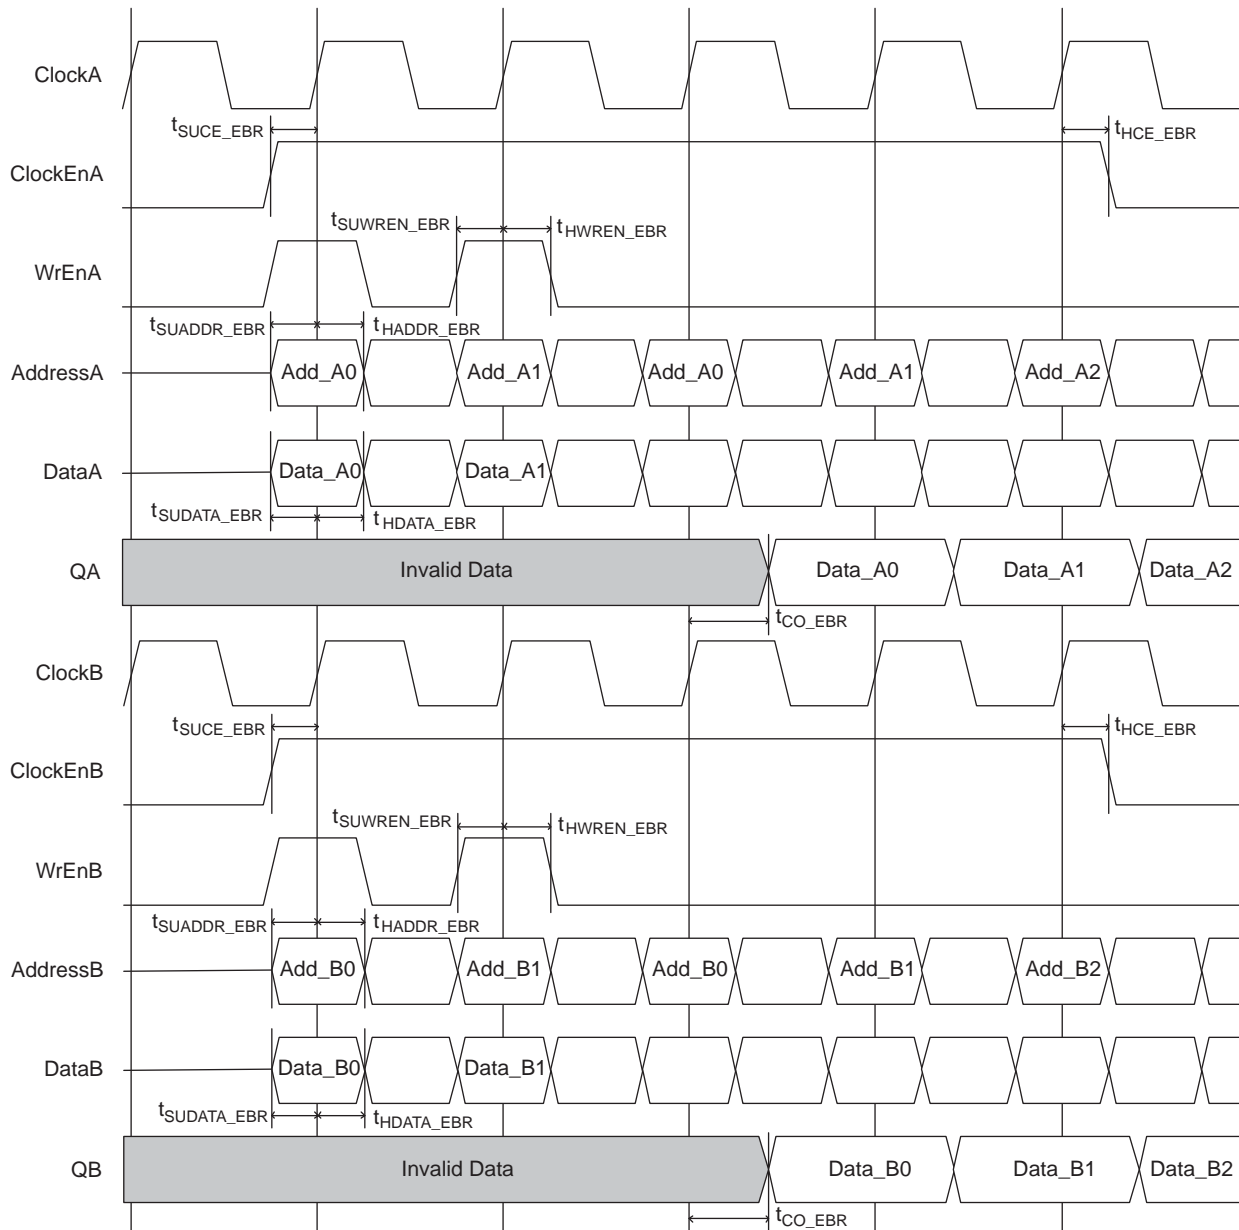 ClockA
tSUCE_EBR tHCE_EBR
ClockEnA
tSUWREN_EBR tHWREN_EBR
WrEnA
tSUADDR_EBR tHADDR_EBR
AddressA Add_A0 Add_A1 Add_A0 Add_A1 Add_A2
DataA Data_A0 Data_A1
tSUDATA_EBR tHDATA_EBR
QA Invalid Data Data_A0 Data_A1 Data_A2
tCO_EBR
ClockB
tSUCE_EBR tHCE_EBR
ClockEnB
tSUWREN_EBR tHWREN_EBR
WrEnB
tSUADDR_EBR tHADDR_EBR
AddressB Add_B0 Add_B1 Add_B0 Add_B1 Add_B2
DataB Data_B0 Data_B1
tSUDATA_EBR tHDATA_EBR
QB Invalid Data Data_B0 Data_B1 Data_B2
tCO_EBR